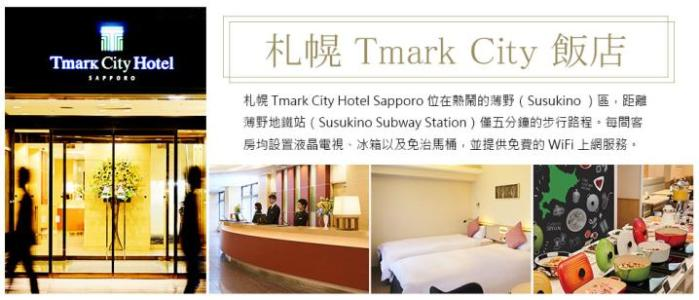 Tmark City Hotel
SAPPORO
札幌 Tmark City 飯店
札幌 Tmark City Hotel Sapporo 位在熱鬧的薄野（Susukino ）區，距離
薄野地鐵站（Susukino Subway Station）僅五分鐘的步行路程。每間客
房均設置液晶電視、冰箱以及免治馬桶，並提供免費的 WiFi 上網服務。